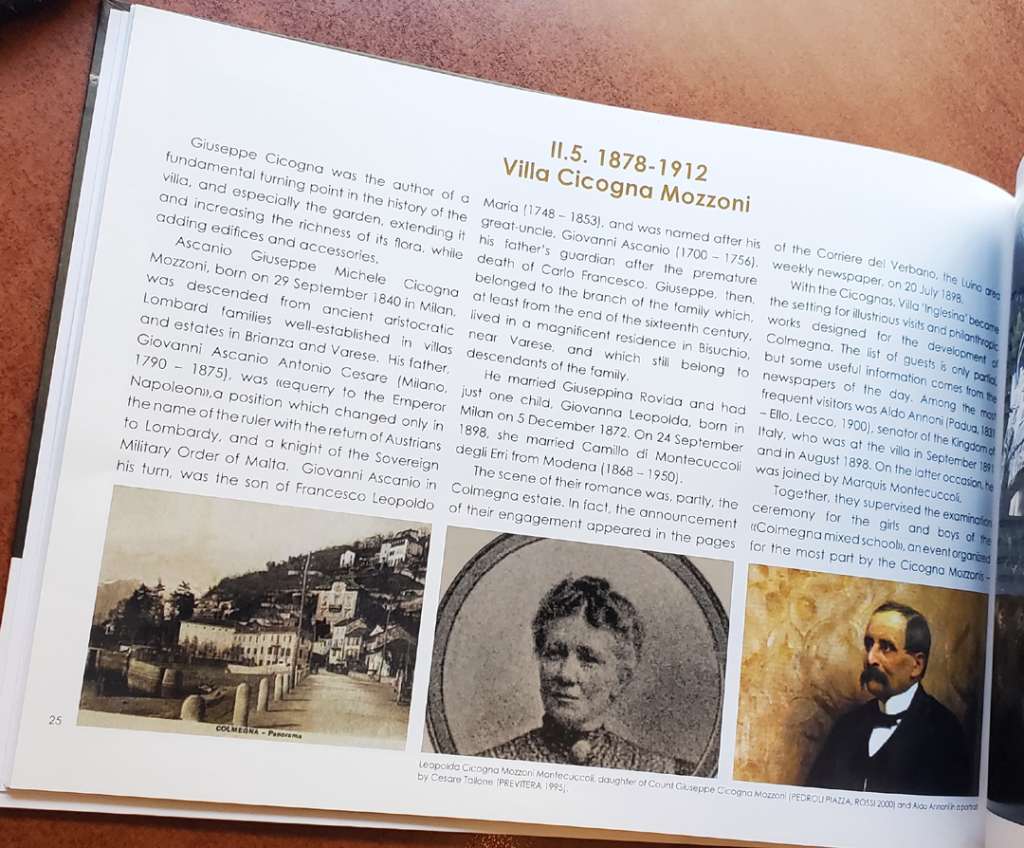 II.5. 1878-1912
Villa Cicogna Mozzoni
Giuseppe Cicogna was the author of a
fundamental turning point in the history of the
villa, and especially the garden, extending it
and increasing the richness of its flora, while
adding edifices and accessories.
Ascanio Giuseppe Michele Cicogna
Mozzoni, born on 29 September 1840 in Milan,
was descended from ancient aristocratic
Lombard families well-established in villas
and estates in Brianza and Varese. His father,
Giovanni Ascanio Antonio Cesare (Milano,
1790 – 1875), was «equerry to the Emperor
Napoleon»,a position which changed only in
the name of the ruler with the return of Austrians
to Lombardy, and a knight of the Sovereign
Military Order of Malta. Giovanni Ascanio in
his turn, was the son of Francesco Leopoldo
Maria (1748 – 1853), and was named after his
great-uncle, Giovanni Ascanio (1700 – 1756),
his father's guardian after the premature
death of Carlo Francesco. Giuseppe, then,
belonged to the branch of the family which,
at least from the end of the sixteenth century,
lived in a magnificent residence in Bisuchio,
near Varese, and which still belong to
descendants of the family.
He married Giuseppina Rovida and had
just one child, Giovanna Leopolda, born in
Milan on 5 December 1872. On 24 September
1898, she married Camillo di Montecuccoli
degli Erri from Modena (1868 – 1950).
The scene of their romance was, partly, the
Colmegna estate. In fact, the announcement
of their engagement appeared in the pages
of the Corriere del Verbano, the Luino area
weekly newspaper, on 20 July 1898.
With the Cicognas, Villa "Inglesina" became
the setting for illustrious visits and philanthropic
works designed for the development of
Colmegna. The list of guests is only partial,
but some useful information comes from the
newspapers of the day. Among the most
frequent visitors was Aldo Annoni (Padua, 1831
– Ello, Lecco, 1900), senator of the Kingdom of
Italy, who was at the villa in September 1891
and in August 1898. On the latter occasion, he
was joined by Marquis Montecuccoli.
Together, they supervised the examination
ceremony for the girls and boys of the
«Colmegna mixed school», an event organized
for the most part by the Cicogna Mozzonis –
COLMEGNA – Panorama
25
Leopolda Cicogna Mozzoni Montecuccoli, daughter of Count Giuseppe Cicogna Mozzoni (PEDROLI PIAZZA, ROSSI 2000) and Aldo Annoni in a portrait
by Cesare Tallone (PREVITERA 1995).